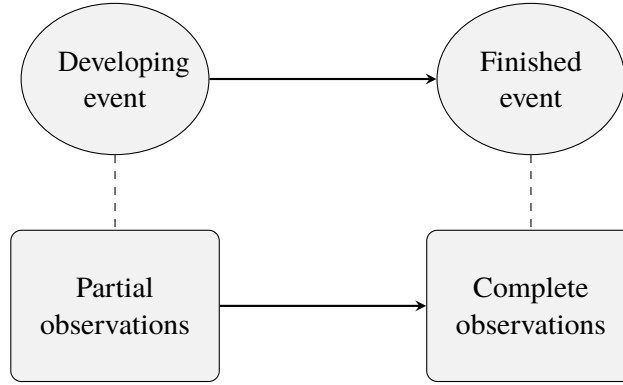 Developing
event
Finished
event
Partial
observations
Complete
observations